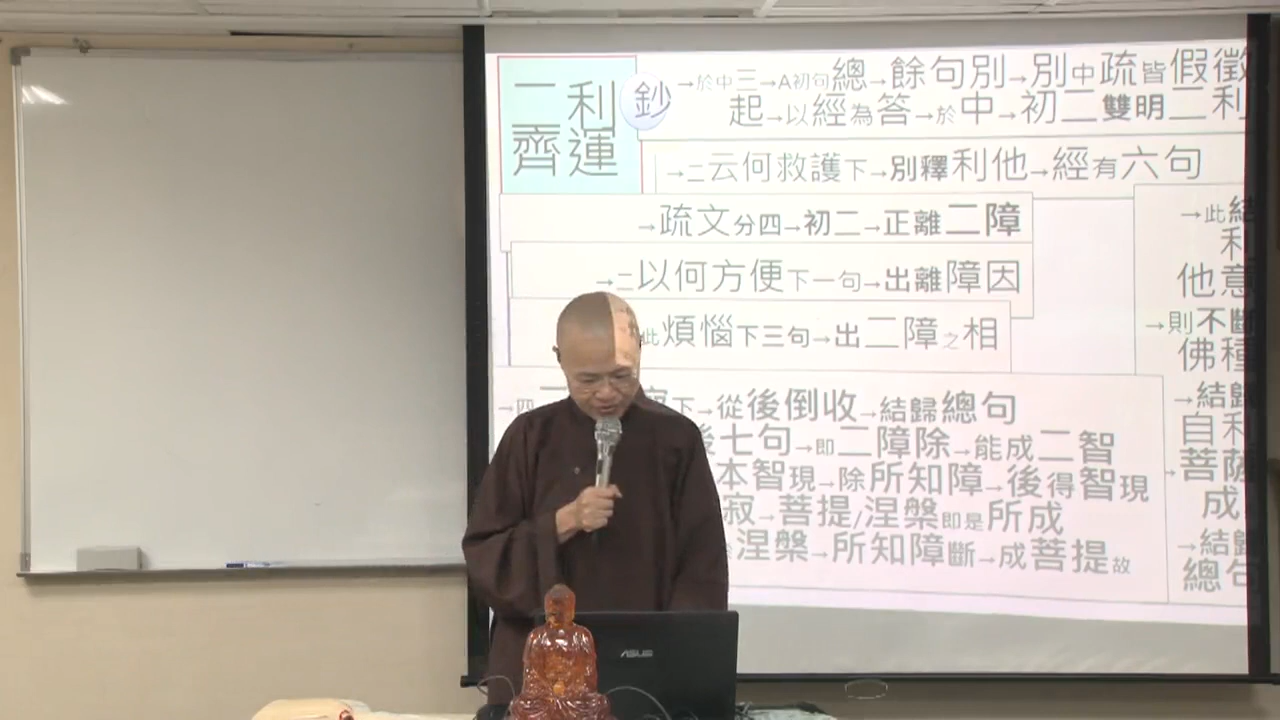 二利
齊運
鈔
→於中三→A初句總→餘句別→別中疏皆假徵
起→以經為答→於中→初二雙明二利
→二云何救護下→別釋利他→經有六句
→疏文分四→初二→正離二障
→二以何方便下一句→出離障因
此煩惱下三句→出二障之相
→四
下→從後倒收→結歸總句
後七句→即二障除→能成二智
本智現→除所知障→後得智現
寂→菩提/涅槃即是所成
涅槃→所知障斷→成菩提故
→此結
利
他意
→則不斷
佛種
→結歸
自利
→菩薩
成
→結歸
總句
ASUS